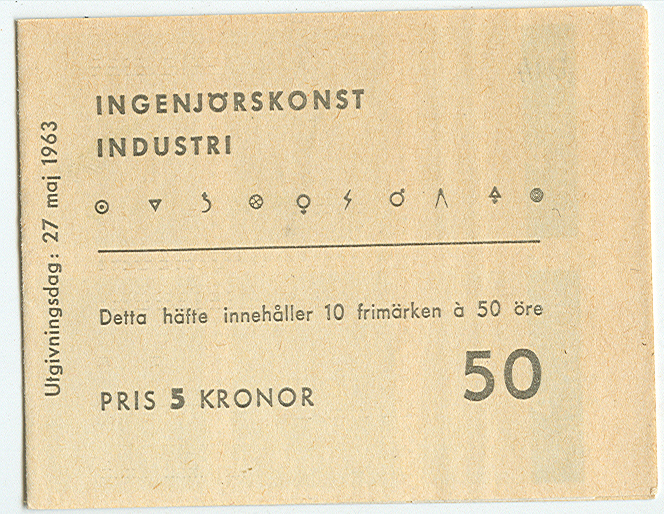 INGENJÖRSKONST
INDUSTRI
Detta häfte innehåller 10 frimärken à 50 öre
50
PRIS 5 KRONOR
Utgivningsdag: 27 maj 1963